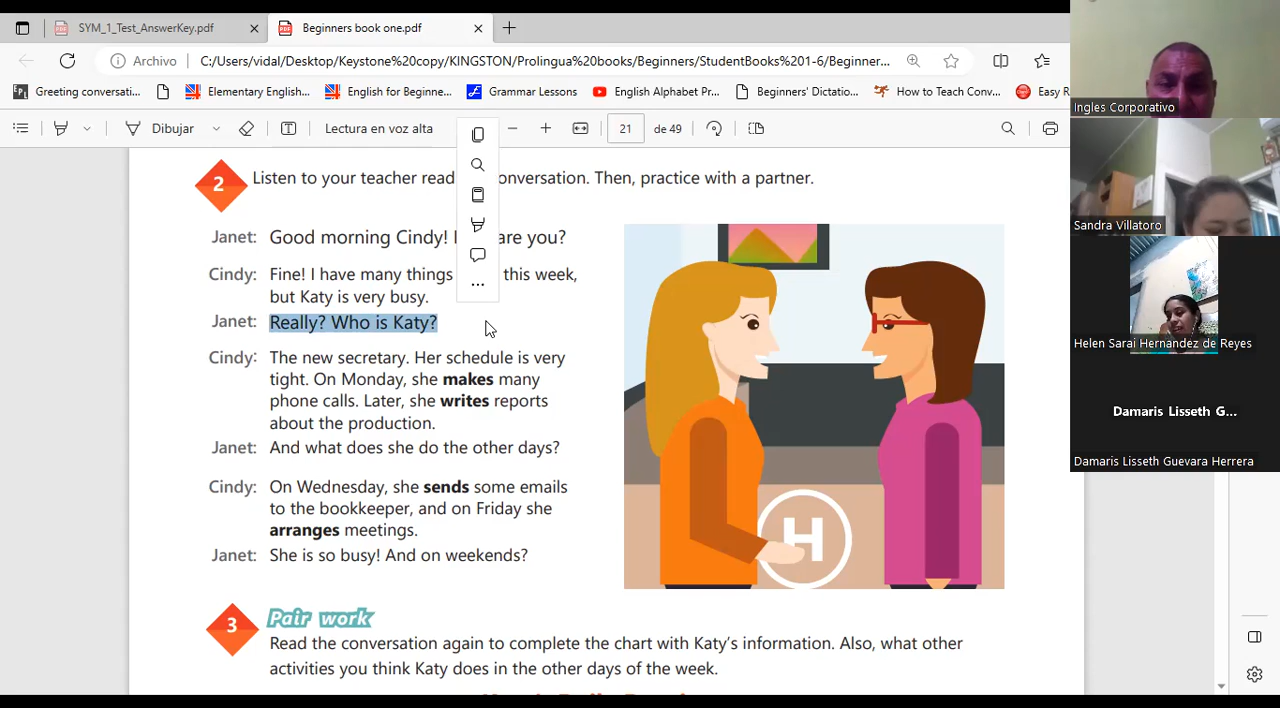 SYM_1_Test_AnswerKey.pdf
Beginners book one.pdf
Archivo
C:/Users/vidal/Desktop/Keystone%20copy/KINGSTON/Prolingua%20books/Beginners/StudentBooks%201-6/Beginner...
Greeting conversati...
Elementary English...
English for Beginne...
Grammar Lessons
English Alphabet Pr...
Beginners' Dictatio...
How to Teach Conv...
Easy R
Dibujar
Lectura en voz alta
21
de 49
2
Listen to your teacher read conversation. Then, practice with a partner.
Janet: Good morning Cindy! are you?
Cindy: Fine! I have many things this week,
but Katy is very busy.
Janet: Really? Who is Katy?
Cindy: The new secretary. Her schedule is very
tight. On Monday, she makes many
phone calls. Later, she writes reports
about the production.
Janet: And what does she do the other days?
Cindy: On Wednesday, she sends some emails
to the bookkeeper, and on Friday she
arranges meetings.
Janet: She is so busy! And on weekends?
H
3
Pair work
Read the conversation again to complete the chart with Katy's information. Also, what other
activities you think Katy does in the other days of the week.
Ingles Corporativo
Sandra Villatoro
Helen Sarai Hernandez de Reyes
Damaris Lisseth G...
Damaris Lisseth Guevara Herrera